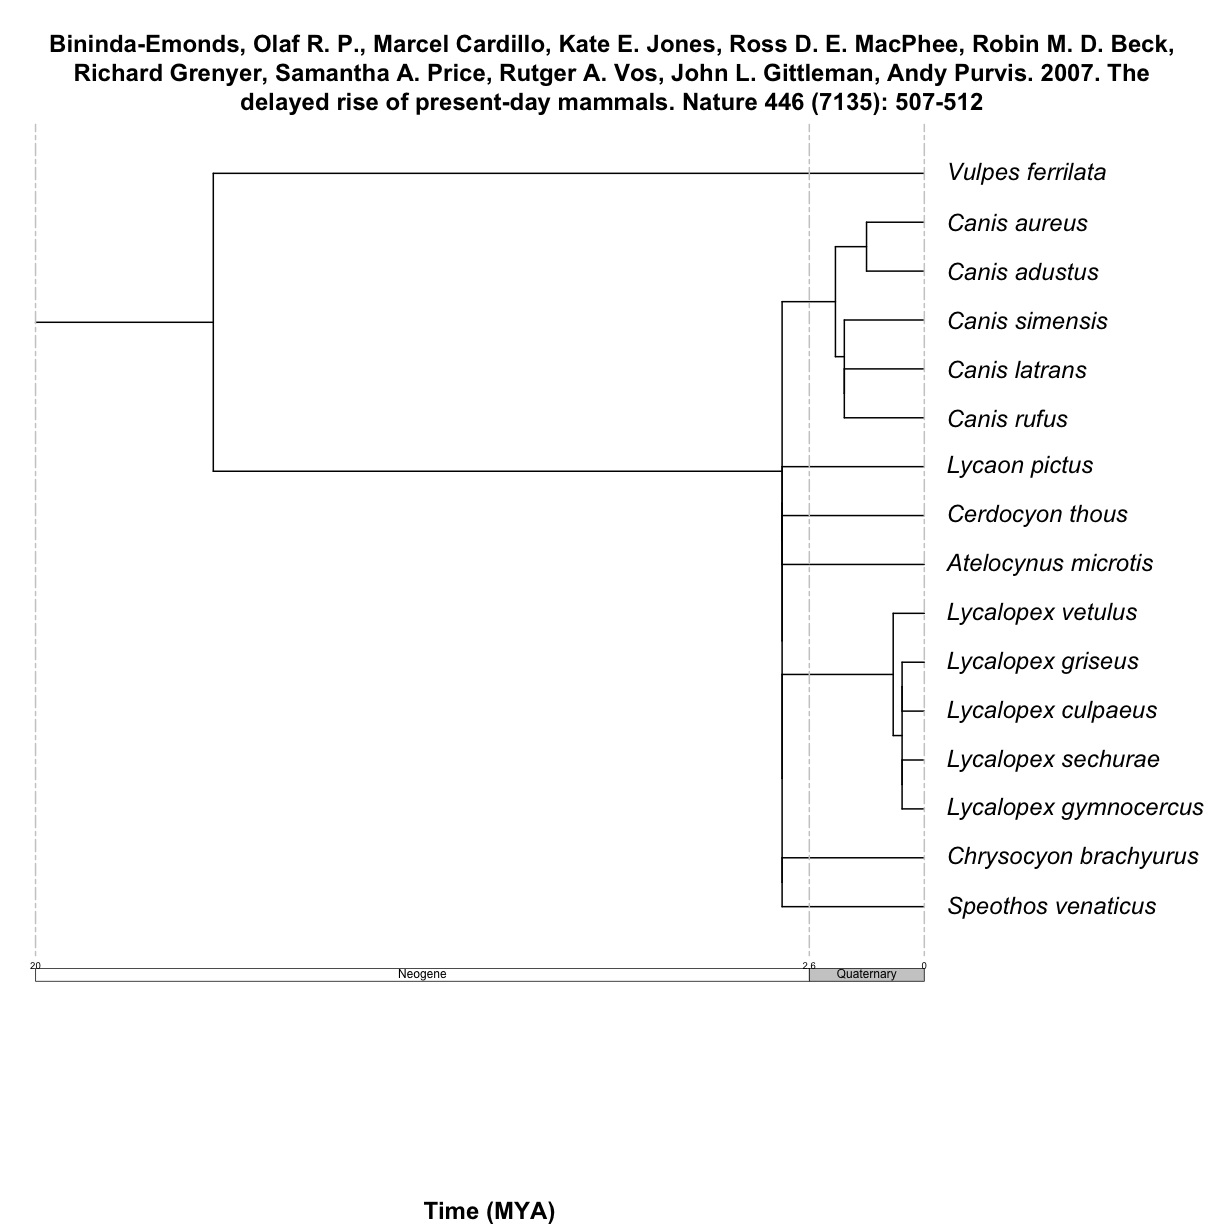 Bininda-Emonds, Olaf R. P., Marcel Cardillo, Kate E. Jones, Ross D. E. MacPhee, Robin M. D. Beck,
Richard Grenyer, Samantha A. Price, Rutger A. Vos, John L. Gittleman, Andy Purvis. 2007. The
delayed rise of present-day mammals. Nature 446 (7135): 507-512
Vulpes ferrilata
Canis aureus
Canis adustus
Canis simensis
Canis latrans
Canis rufus
Lycaon pictus
Cerdocyon thous
Atelocynus microtis
Lycalopex vetulus
Lycalopex griseus
Lycalopex culpaeus
Lycalopex sechurae
Lycalopex gymnocercus
Chrysocyon brachyurus
Speothos venaticus
20 2.6 0
Neogene Quaternary
Time (MYA)